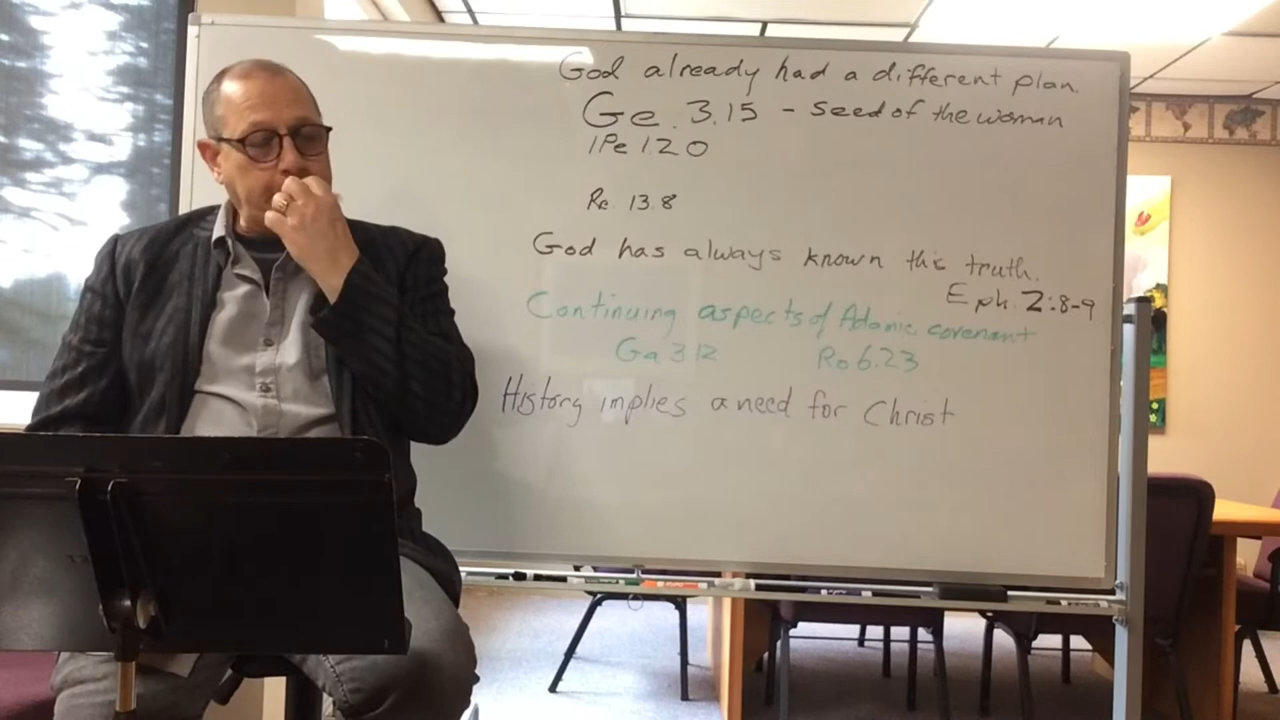 God already had a different plan.
Ge. 3.15 - seed of the woman
1Pe 1.20
Re. 13.8
God has always known this truth.
Eph. 2:8-9
Continuing aspects of Adamic covenant
Ga 3 12 Ro 6.23
History implies a need for Christ